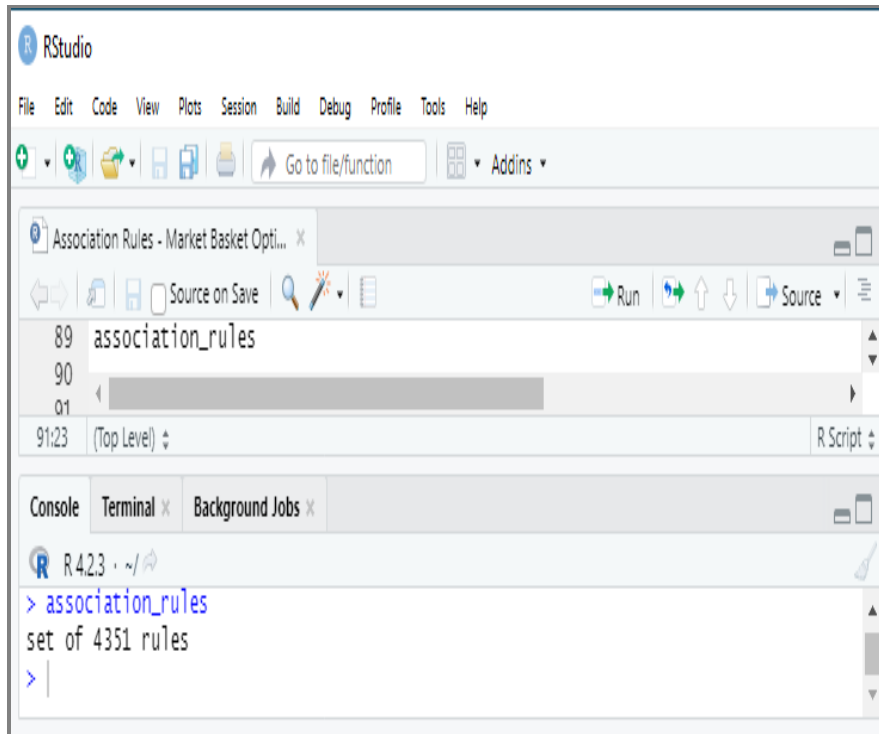 R RStudio
File Edit Code View Plots Session Build Debug Profile Tools Help
R Go to file/function Addins
R Association Rules - Market Basket Opti... ×
Source on Save Run Source
89 association_rules
90
91
91:23 (Top Level) R Script
Console Terminal × Background Jobs ×
R R 4.2.3 · ~/
> association_rules
set of 4351 rules
>